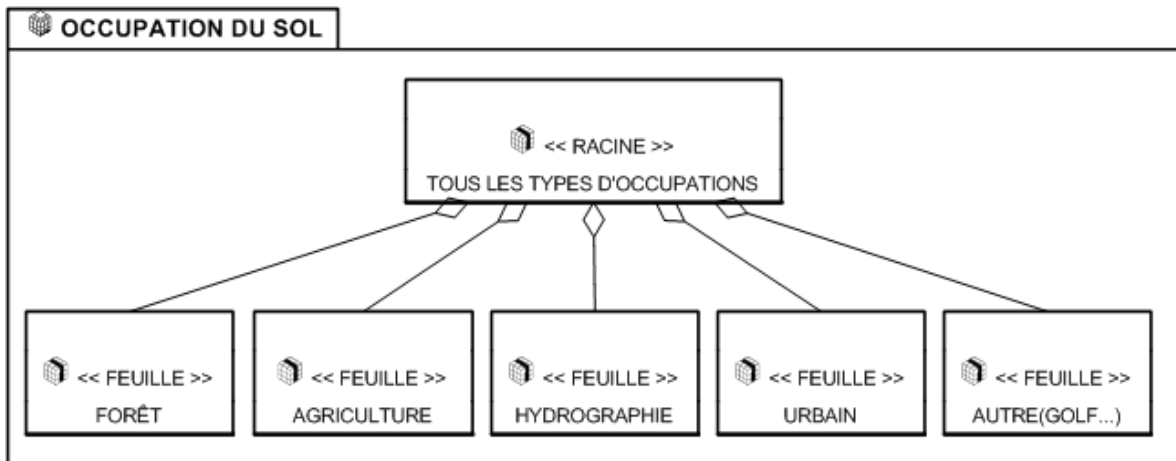 OCCUPATION DU SOL
<< RACINE >>
TOUS LES TYPES D'OCCUPATIONS
<< FEUILLE >>
FORÊT
<< FEUILLE >>
AGRICULTURE
<< FEUILLE >>
HYDROGRAPHIE
<< FEUILLE >>
URBAIN
<< FEUILLE >>
AUTRE(GOLF...)